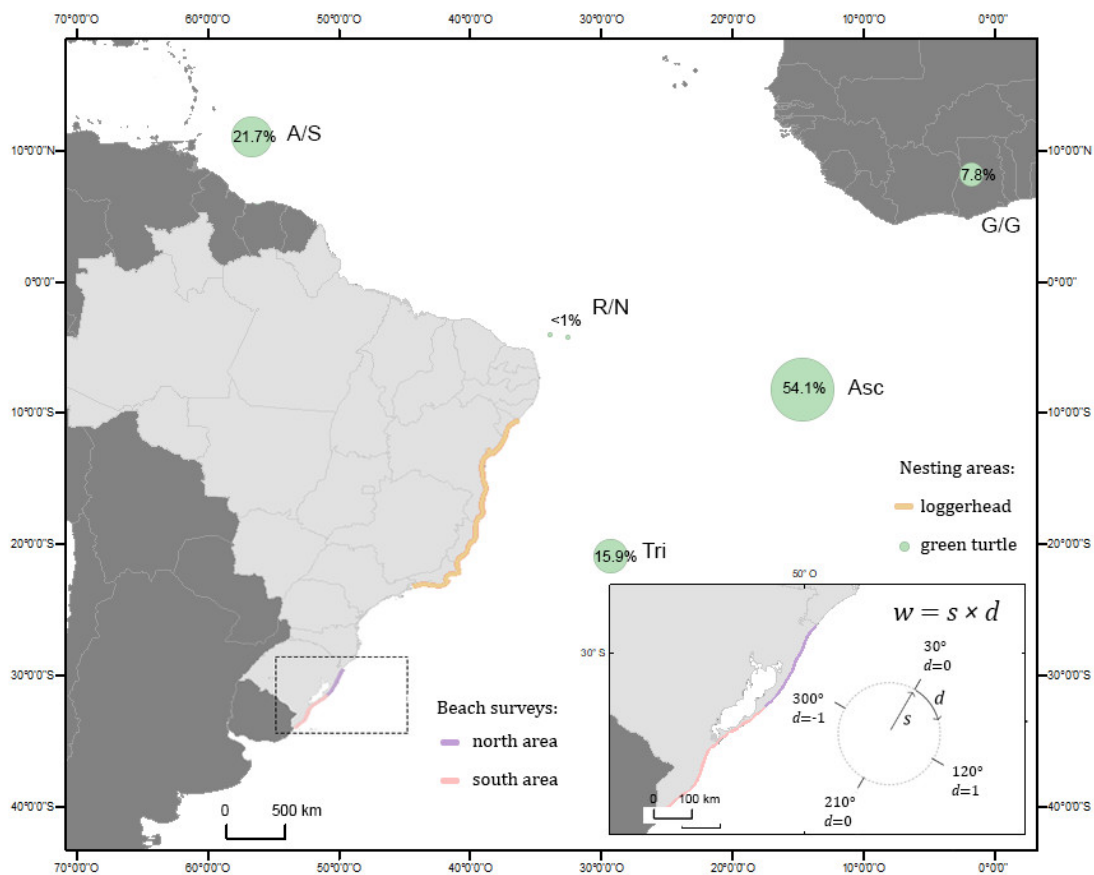 70°0'0"O 60°0'0"O 50°0'0"O 40°0'0"O 30°0'0"O 20°0'0"O 10°0'0"O 0°0'0"
21.7% A/S
10°0'0"N 10°0'0"N
7.8%
G/G
0°0'0" 0°0'0"
R/N
<1%
54.1% Asc
10°0'0"S 10°0'0"S
Nesting areas:
loggerhead
green turtle
20°0'0"S 20°0'0"S
15.9% Tri
50° O
w = s × d
30° S
30°
d=0
d
300°
d=-1
s
120°
d=1
210°
d=0
0 100 km
30°0'0"S 30°0'0"S
Beach surveys:
north area
south area
40°0'0"S 40°0'0"S
0 500 km
70°0'0"O 60°0'0"O 50°0'0"O 40°0'0"O 30°0'0"O 20°0'0"O 10°0'0"O 0°0'0"